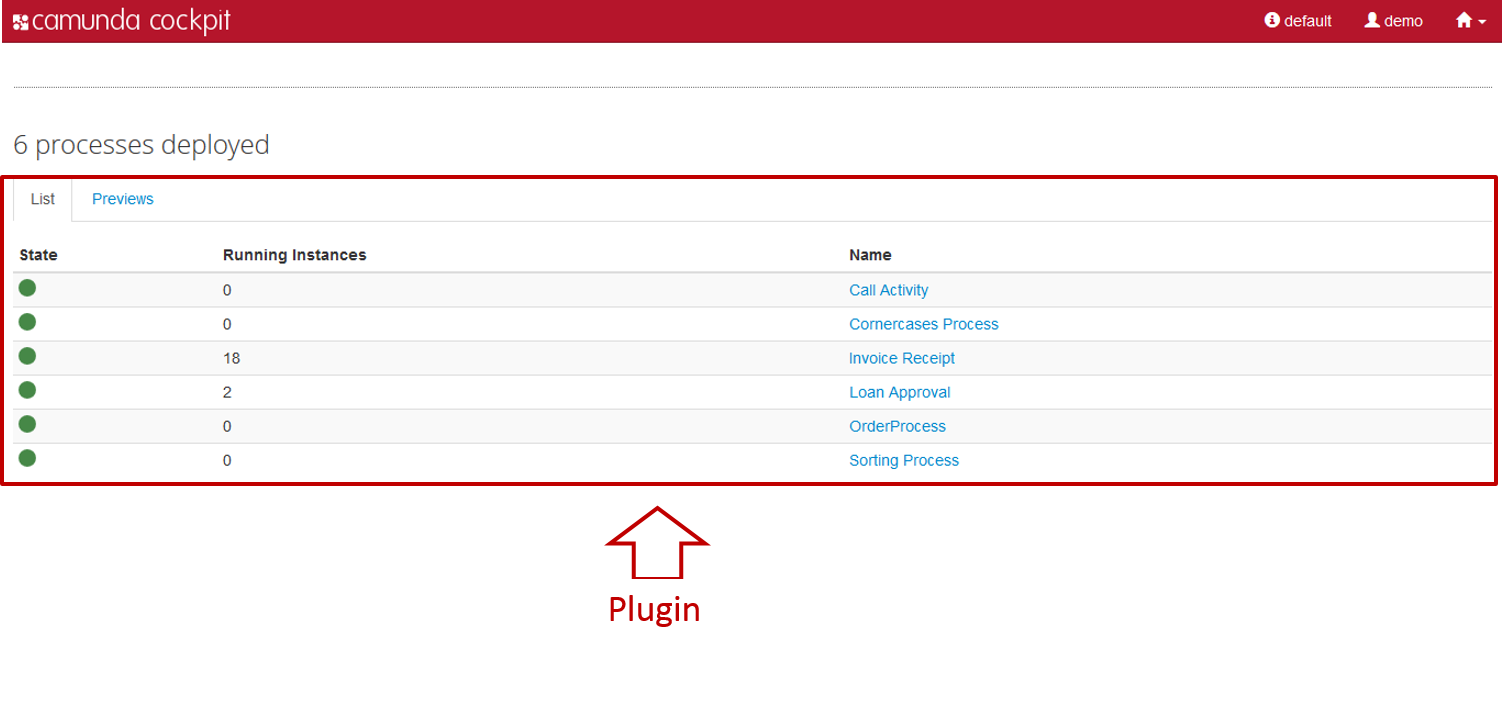 camunda cockpit default demo
6 processes deployed
List Previews
State Running Instances Name
0 Call Activity
0 Cornercases Process
18 Invoice Receipt
2 Loan Approval
0 OrderProcess
0 Sorting Process
Plugin